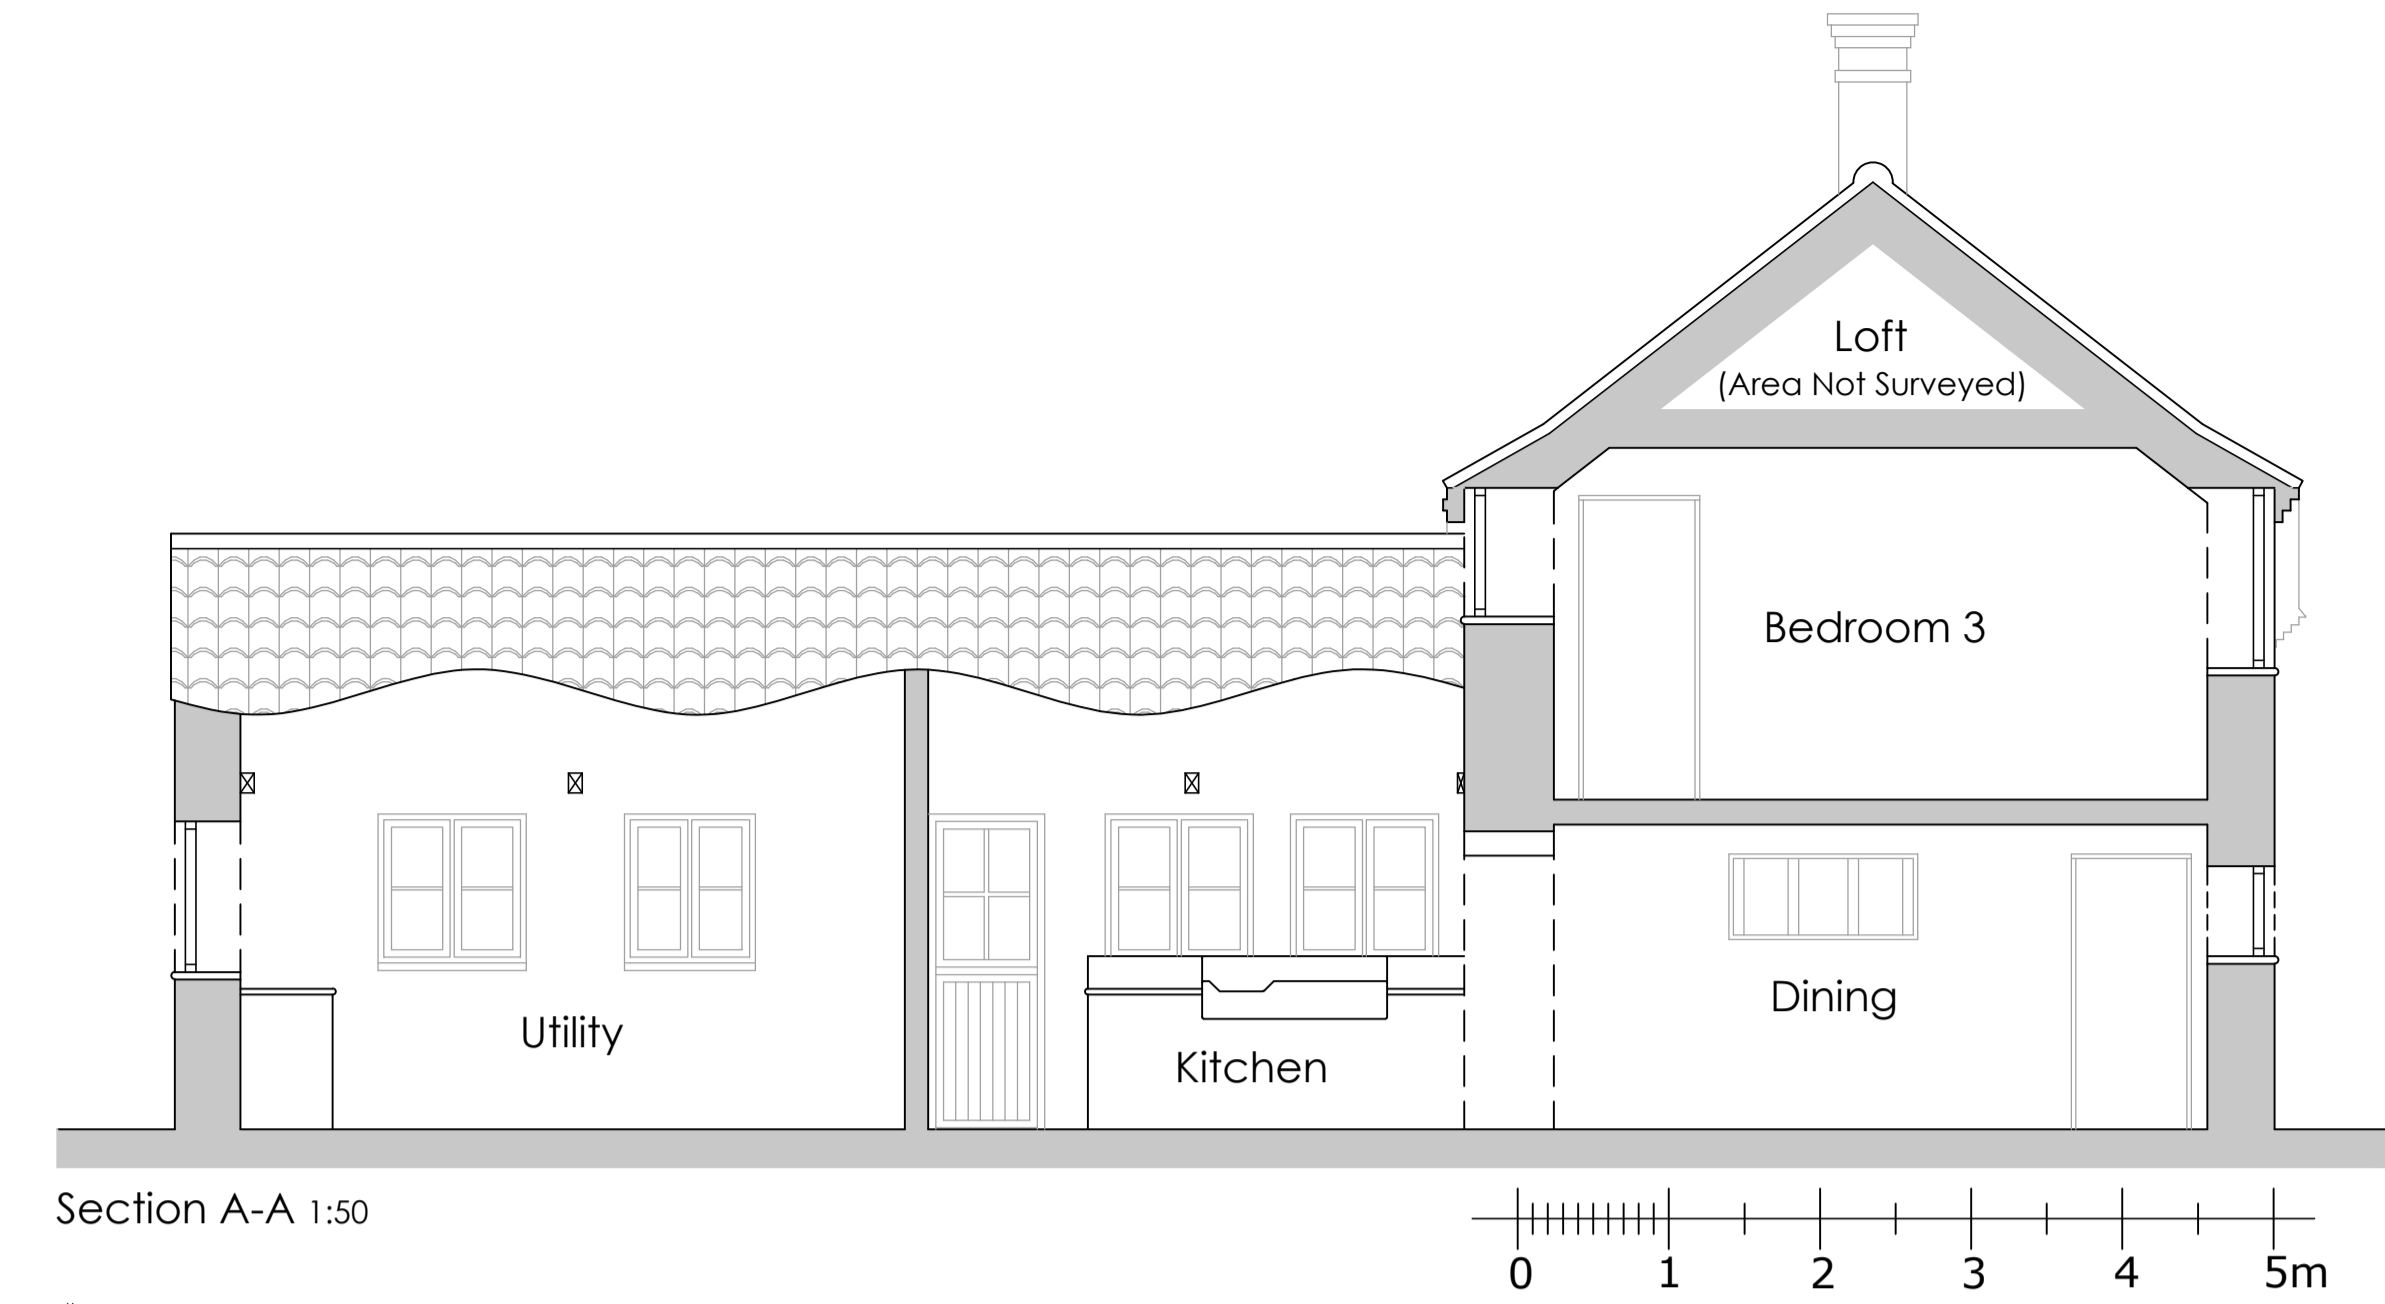 Loft
(Area Not Surveyed)
Bedroom 3
Utility
Kitchen
Dining
Section A-A 1:50
0 1 2 3 4 5m